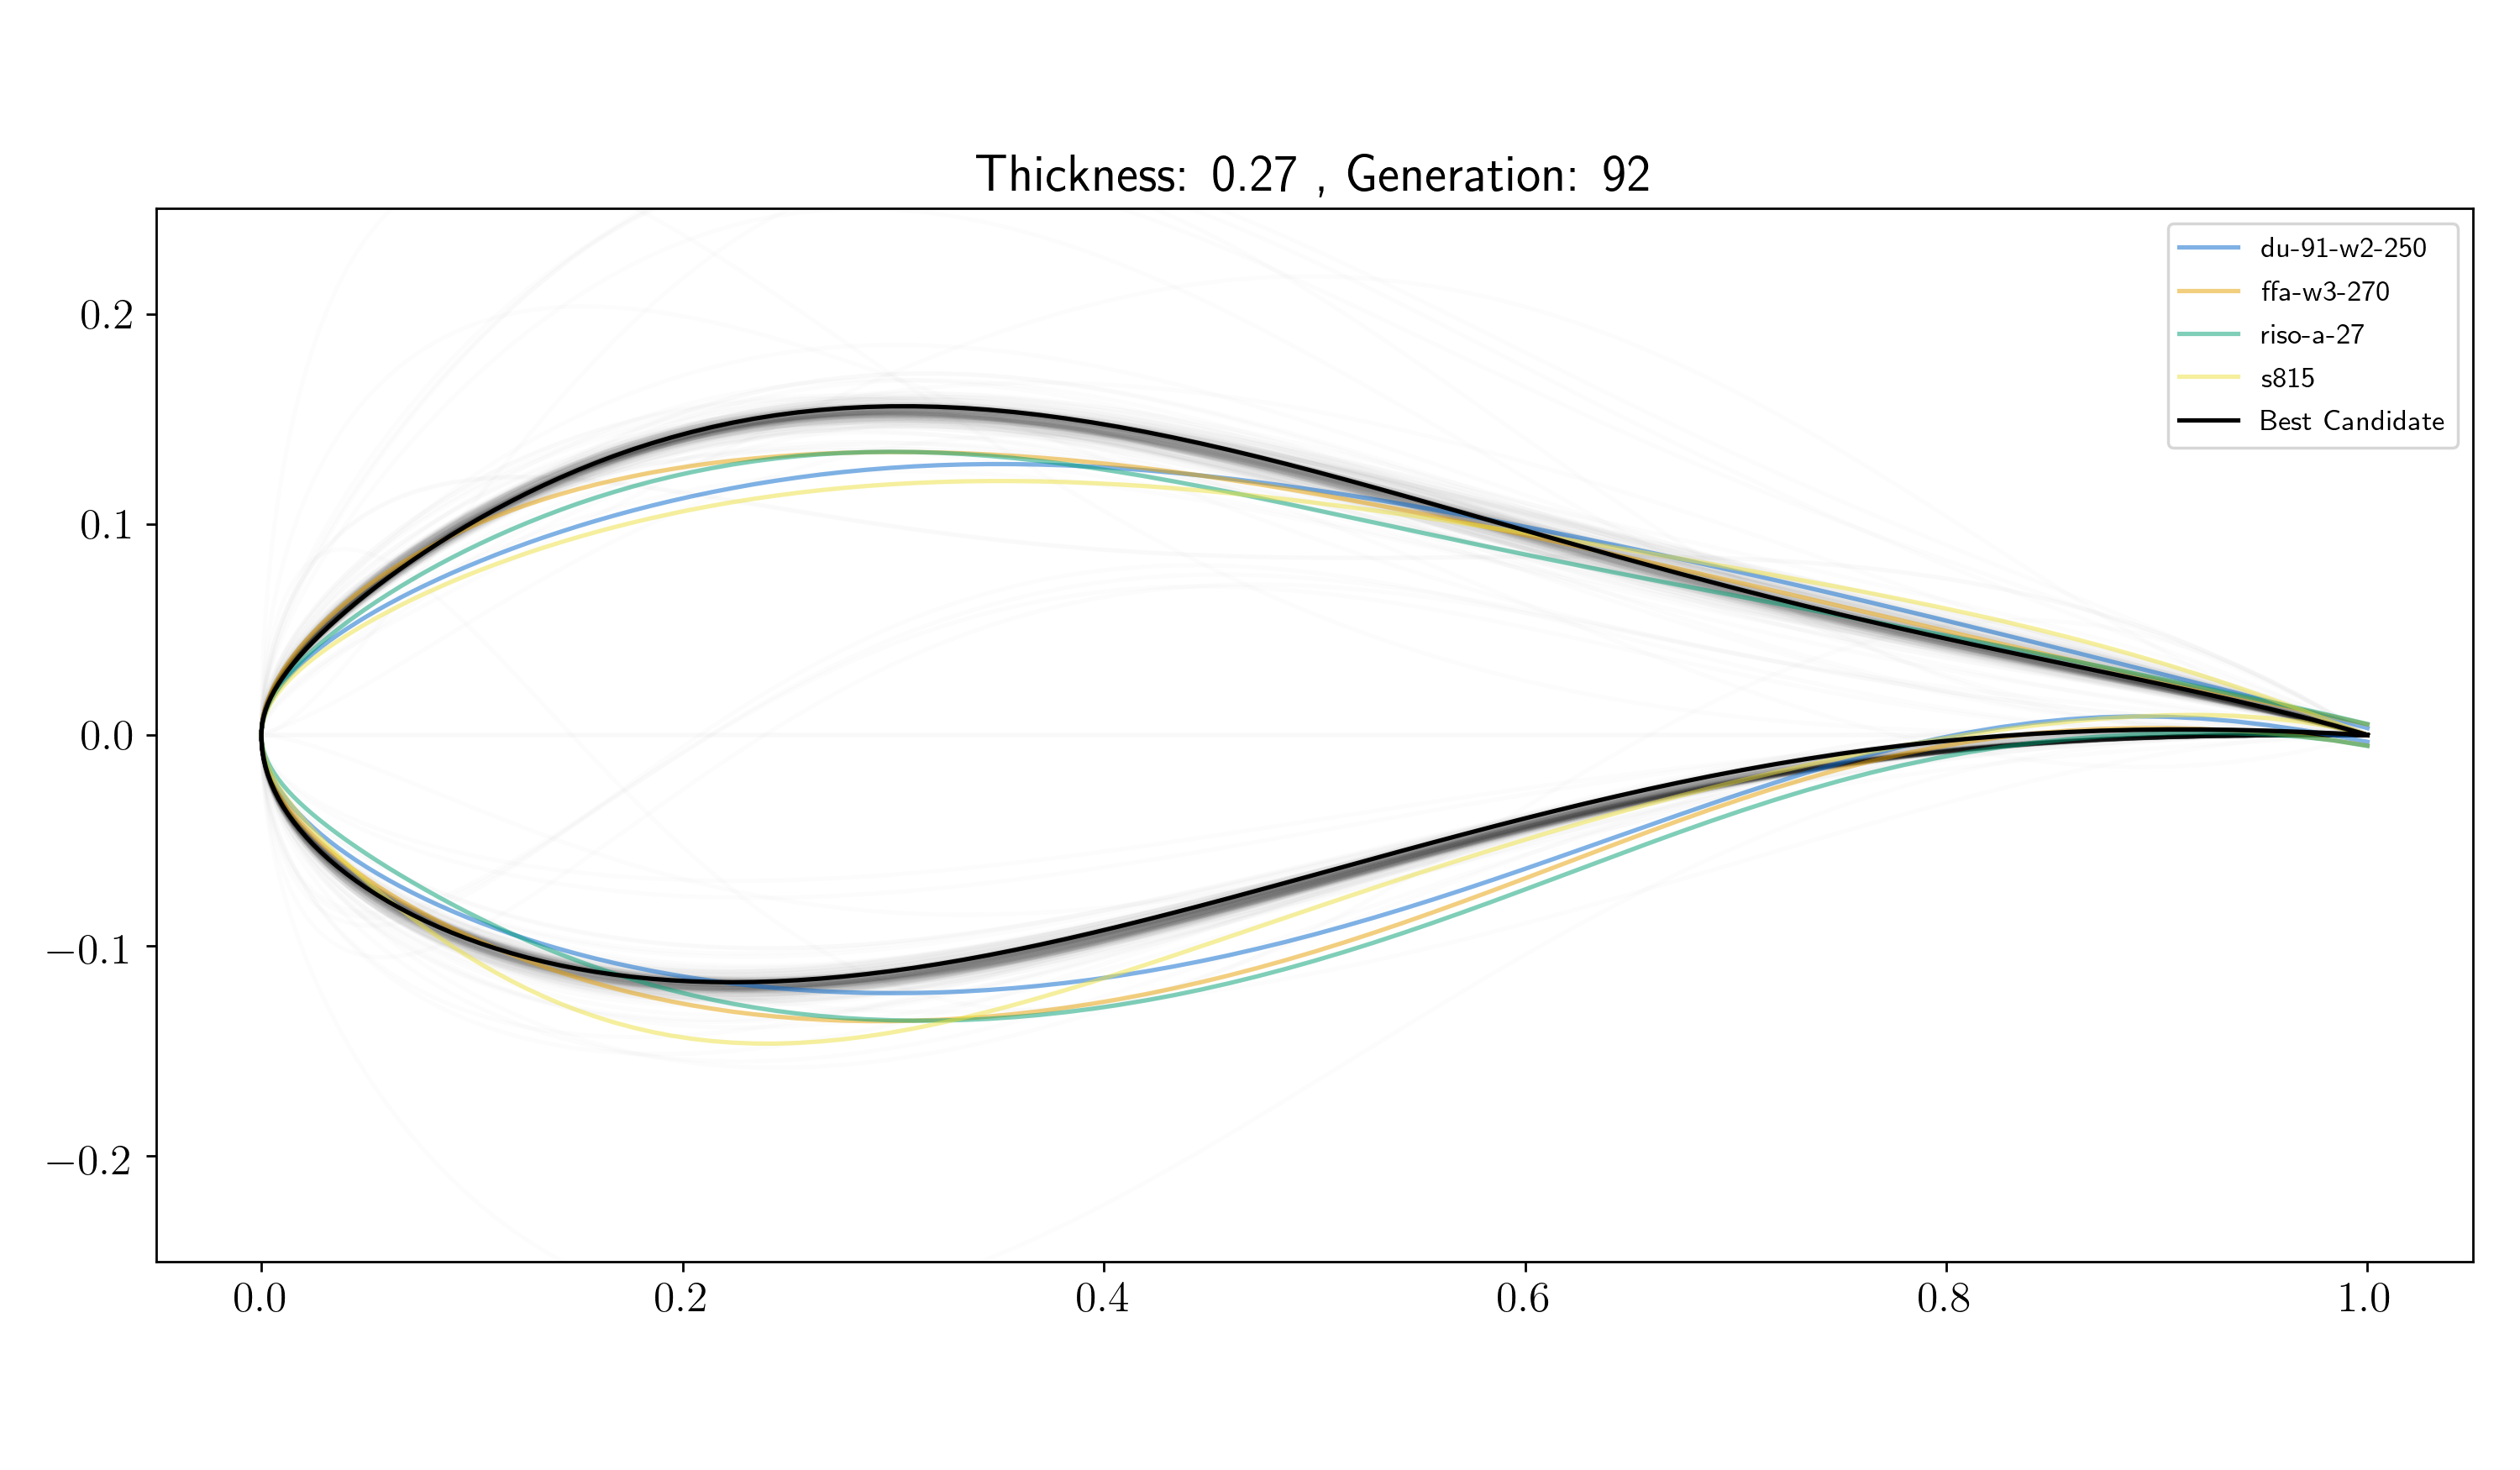 Thickness: 0.27 , Generation: 92
du-91-w2-250
ffa-w3-270
riso-a-27
s815
Best Candidate
0.2
0.1
0.0
−0.1
−0.2
0.0 0.2 0.4 0.6 0.8 1.0